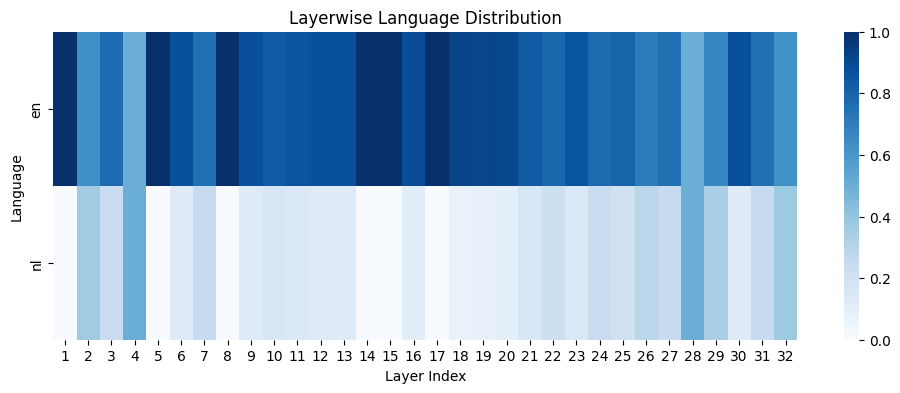 Layerwise Language Distribution
Language
en
nl
1 2 3 4 5 6 7 8 9 10 11 12 13 14 15 16 17 18 19 20 21 22 23 24 25 26 27 28 29 30 31 32
Layer Index
1.0
0.8
0.6
0.4
0.2
0.0